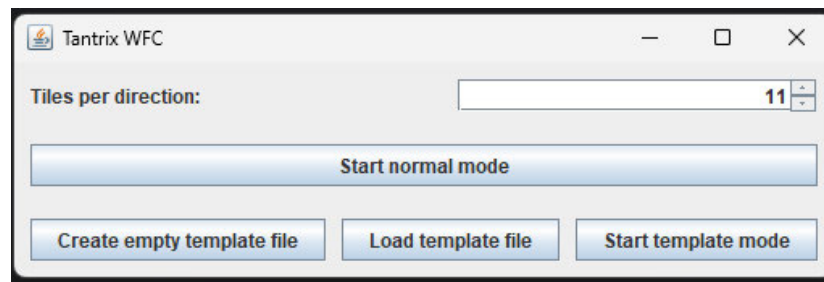 Tantrix WFC
Tiles per direction: 11
Start normal mode
Create empty template file Load template file Start template mode